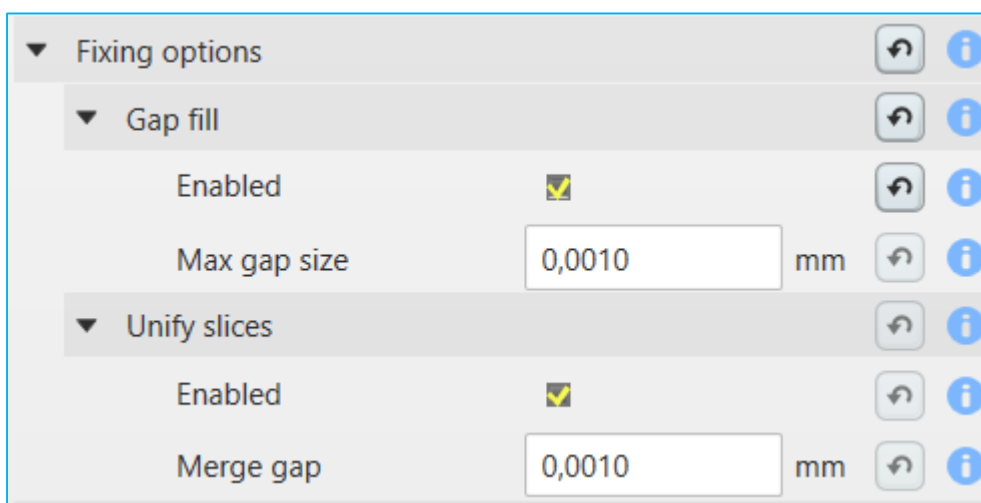 Fixing options
Gap fill
Enabled
Max gap size 0,0010 mm
Unify slices
Enabled
Merge gap 0,0010 mm